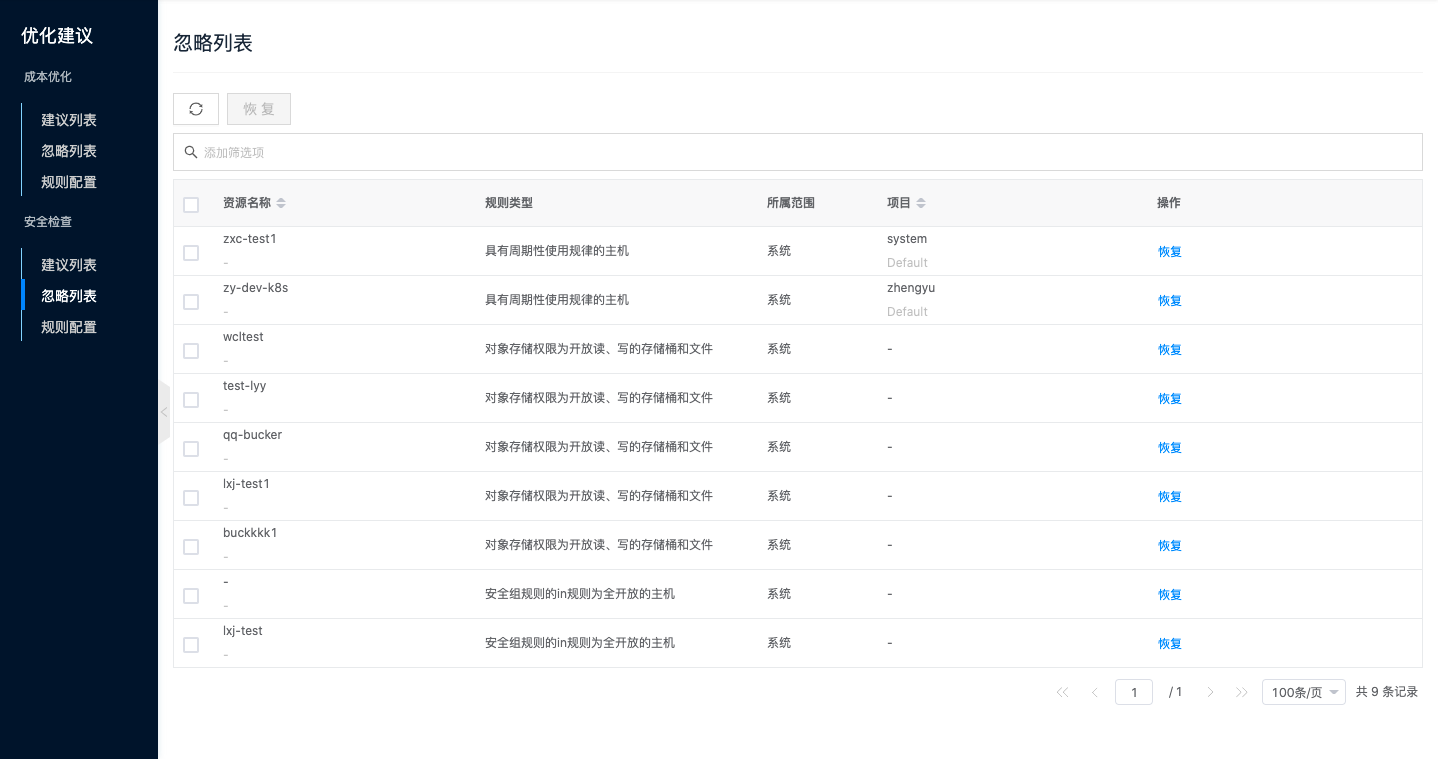 优化建议
成本优化
建议列表
忽略列表
规则配置
安全检查
建议列表
忽略列表
规则配置
忽略列表
恢 复
添加筛选项
资源名称 规则类型 所属范围 项目 操作
zxc-test1 具有周期性使用规律的主机 系统 system 恢复
- Default
zy-dev-k8s 具有周期性使用规律的主机 系统 zhengyu 恢复
- Default
wcltest 对象存储权限为开放读、写的存储桶和文件 系统 - 恢复
-
test-lyy 对象存储权限为开放读、写的存储桶和文件 系统 - 恢复
-
qq-bucker 对象存储权限为开放读、写的存储桶和文件 系统 - 恢复
-
lxj-test1 对象存储权限为开放读、写的存储桶和文件 系统 - 恢复
-
buckkkk1 对象存储权限为开放读、写的存储桶和文件 系统 - 恢复
-
- 安全组规则的in规则为全开放的主机 系统 - 恢复
-
lxj-test 安全组规则的in规则为全开放的主机 系统 - 恢复
-
1 / 1 100条/页 共 9 条记录